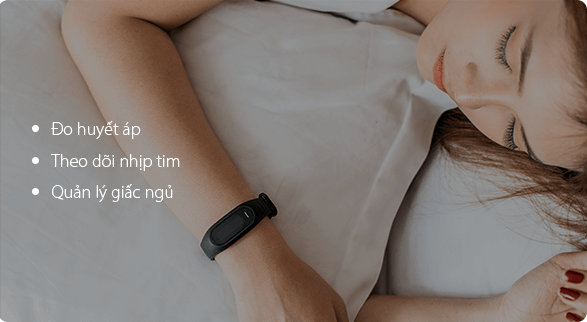 • Đo huyết áp
• Theo dõi nhịp tim
• Quản lý giấc ngủ